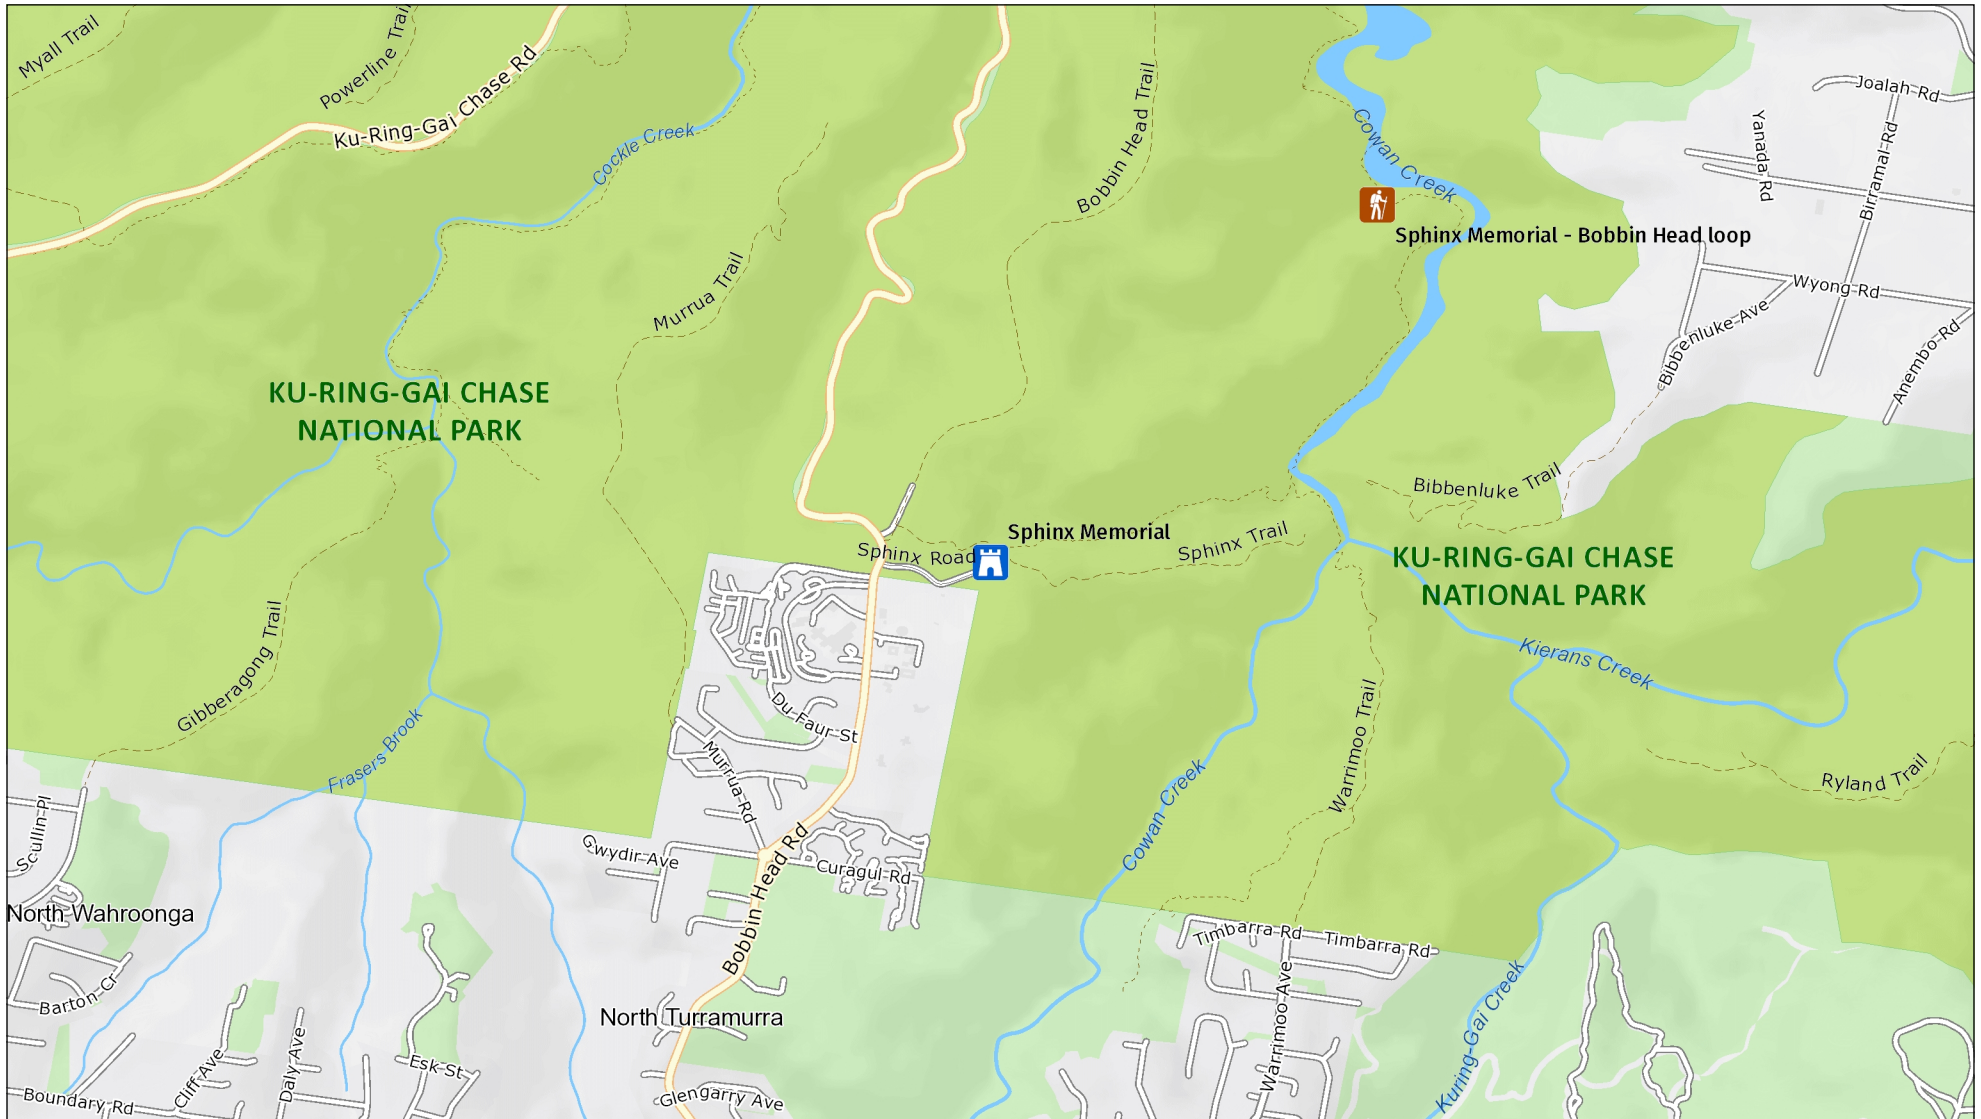 Myall Trail
Powerline Trail
Ku-Ring-Gai Chase Rd
Cockle Creek
Bobbin Head Trail
Cowan Creek
Joalah Rd
Yanada Rd
Birramal Rd
Sphinx Memorial - Bobbin Head loop
Murrua Trail
Wyong Rd
Bibbenluke Ave
Anembo Rd
KU-RING-GAI CHASE
NATIONAL PARK
Bibbenluke Trail
Sphinx Memorial
Sphinx Trail
Sphinx Road
KU-RING-GAI CHASE
NATIONAL PARK
Gibberagong Trail
Kierans Creek
Du Faur St
Warrimoo Trail
Frasers Brook
Murrua Rd
Ryland Trail
Cowan Creek
Scullin Pl
Gwydir Ave
Curagul Rd
Bobbin Head Rd
North Wahroonga
Timbarra Rd
Timbarra Rd
Barton Cr
Warrimoo Ave
North Turramurra
Kuring-Gai Creek
Cliff Ave
Daly Ave
Esk St
Boundary Rd
Glengarry Ave